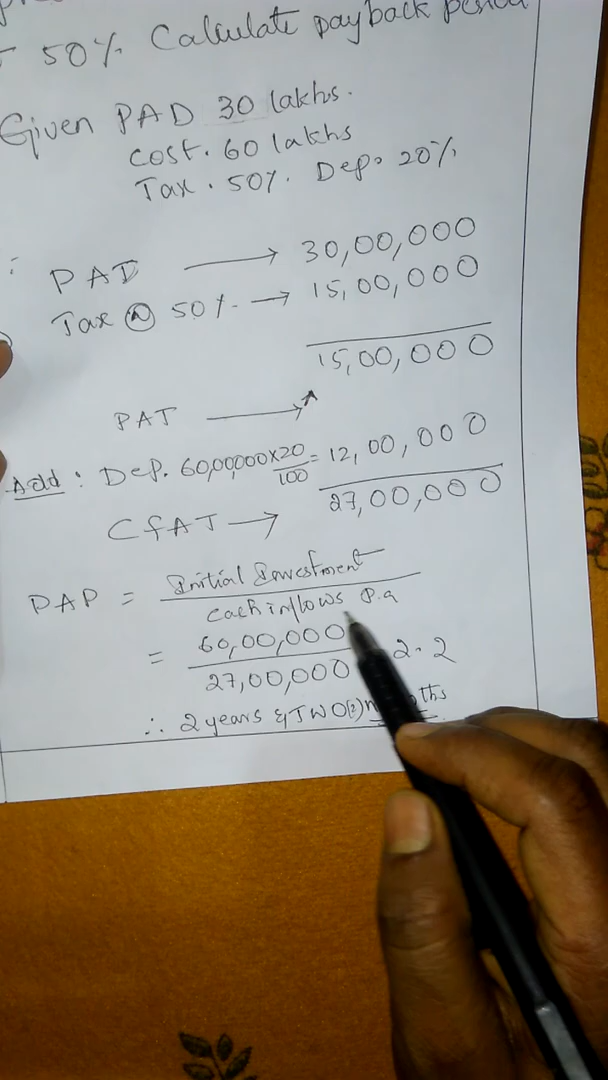 50% Calculate payback period
Given PAD 30 lakhs.
Cost. 60 lakhs
Tax. 50%. Dep. 20%
PAD → 30,00,000
Tax @ 50% → 15,00,000
15,00,000
PAT →
Add: Dep. 60,00,000 x 20/100 = 12,00,000
CfAT → 27,00,000
PAP = Initial Investment / Cash inflows P.a
= 60,00,000 / 27,00,000 2.2
∴ 2 years & TWO(2)